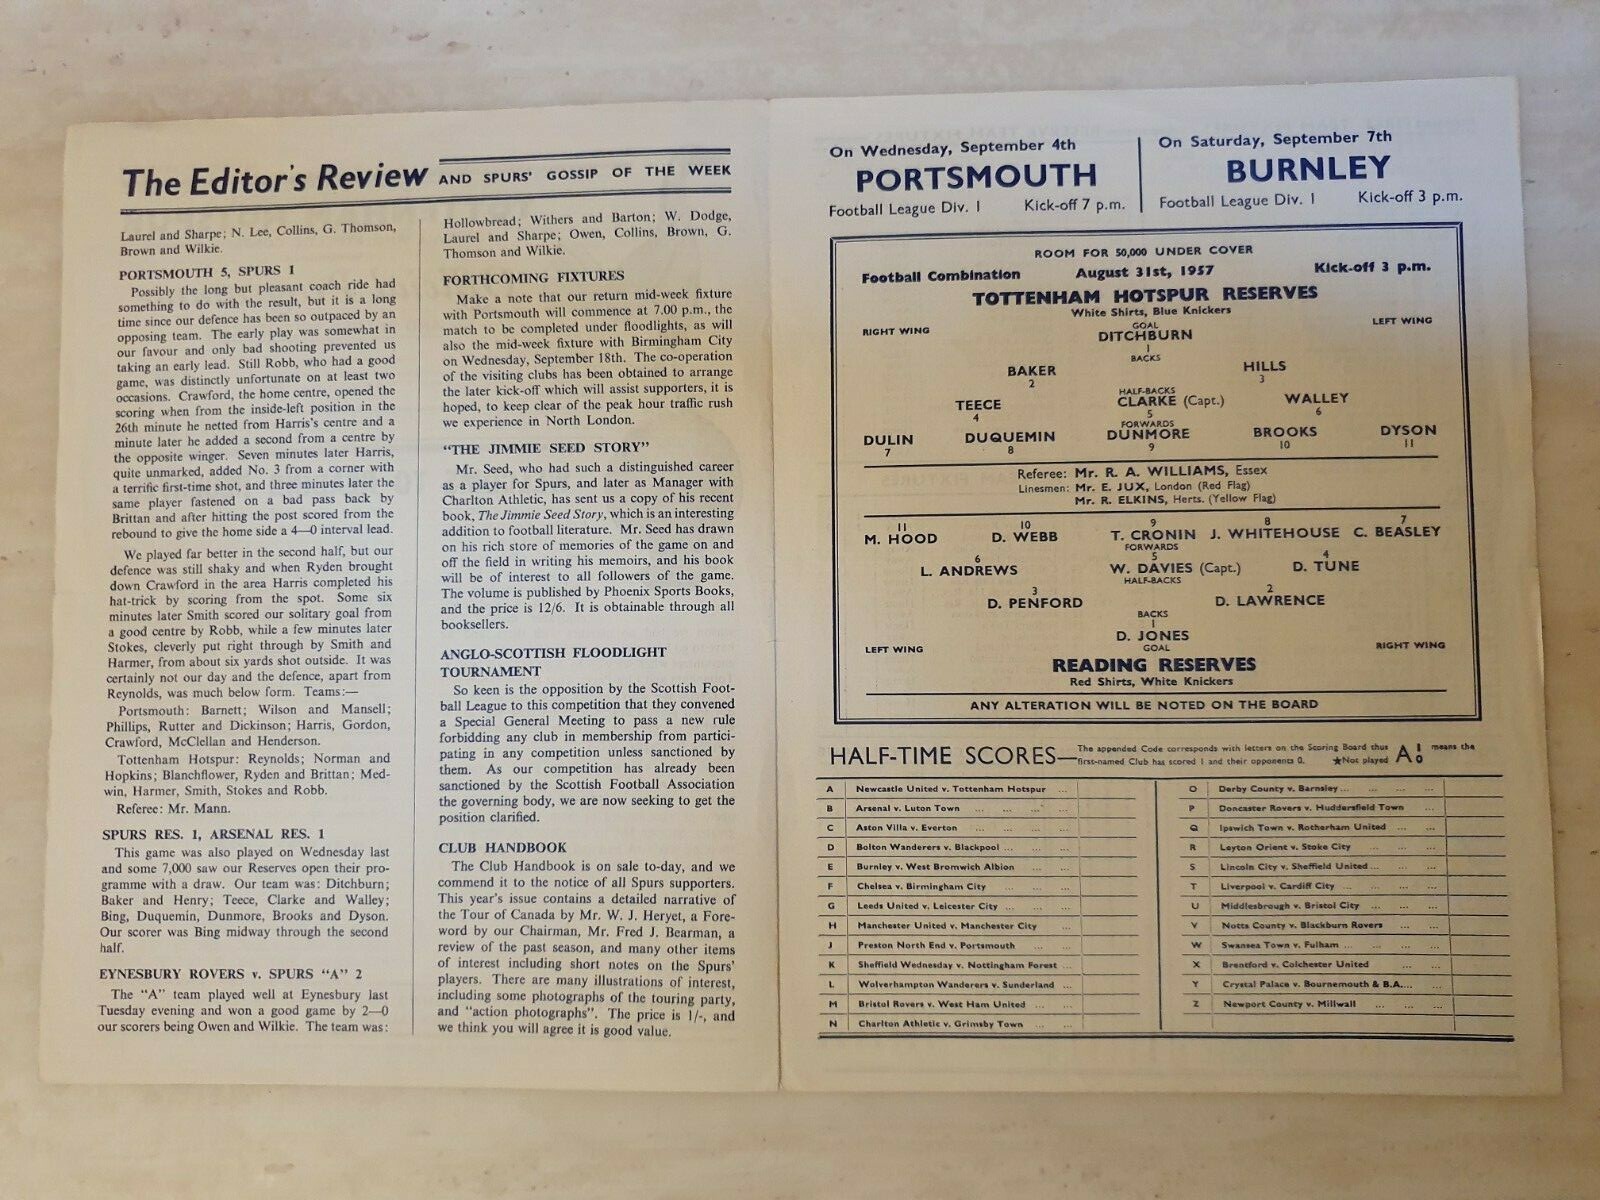 The Editor's Review AND SPURS' GOSSIP OF THE WEEK
Laurel and Sharpe; N. Lee, Collins, G. Thomson,
Brown and Wilkie.
PORTSMOUTH 5, SPURS 1
Possibly the long but pleasant coach ride had
something to do with the result, but it is a long
time since our defence has been so outpaced by an
opposing team. The early play was somewhat in
our favour and only bad shooting prevented us
taking an early lead. Still Robb, who had a good
game, was distinctly unfortunate on at least two
occasions. Crawford, the home centre, opened the
scoring when from the inside-left position in the
26th minute he netted from Harris's centre and a
minute later he added a second from a centre by
the opposite winger. Seven minutes later Harris,
quite unmarked, added No. 3 from a corner with
a terrific first-time shot, and three minutes later the
same player fastened on a bad pass back by
Brittan and after hitting the post scored from the
rebound to give the home side a 4—0 interval lead.
We played far better in the second half, but our
defence was still shaky and when Ryden brought
down Crawford in the area Harris completed his
hat-trick by scoring from the spot. Some six
minutes later Smith scored our solitary goal from
a good centre by Robb, while a few minutes later
Stokes, cleverly put right through by Smith and
Harmer, from about six yards shot outside. It was
certainly not our day and the defence, apart from
Reynolds, was much below form. Teams:—
Portsmouth: Barnett; Wilson and Mansell;
Phillips, Rutter and Dickinson; Harris, Gordon,
Crawford, McClellan and Henderson.
Tottenham Hotspur: Reynolds; Norman and
Hopkins; Blanchflower, Ryden and Brittan; Med-
win, Harmer, Smith, Stokes and Robb.
Referee: Mr. Mann.
SPURS RES. 1, ARSENAL RES. 1
This game was also played on Wednesday last
and some 7,000 saw our Reserves open their pro-
gramme with a draw. Our team was: Ditchburn;
Baker and Henry; Teece, Clarke and Walley;
Bing, Duquemin, Dunmore, Brooks and Dyson.
Our scorer was Bing midway through the second
half.
EYNESBURY ROVERS v. SPURS "A" 2
The "A" team played well at Eynesbury last
Tuesday evening and won a good game by 2—0
our scorers being Owen and Wilkie. The team was:
Hollowbread; Withers and Barton; W. Dodge,
Laurel and Sharpe; Owen, Collins, Brown, G.
Thomson and Wilkie.
FORTHCOMING FIXTURES
Make a note that our return mid-week fixture
with Portsmouth will commence at 7.00 p.m., the
match to be completed under floodlights, as will
also the mid-week fixture with Birmingham City
on Wednesday, September 18th. The co-operation
of the visiting clubs has been obtained to arrange
the later kick-off which will assist supporters, it is
hoped, to keep clear of the peak hour traffic rush
we experience in North London.
"THE JIMMIE SEED STORY"
Mr. Seed, who had such a distinguished career
as a player for Spurs, and later as Manager with
Charlton Athletic, has sent us a copy of his recent
book, The Jimmie Seed Story, which is an interesting
addition to football literature. Mr. Seed has drawn
on his rich store of memories of the game on and
off the field in writing his memoirs, and his book
will be of interest to all followers of the game.
The volume is published by Phoenix Sports Books,
and the price is 12/6. It is obtainable through all
booksellers.
ANGLO-SCOTTISH FLOODLIGHT
TOURNAMENT
So keen is the opposition by the Scottish Foot-
ball League to this competition that they convened
a Special General Meeting to pass a new rule
forbidding any club in membership from partici-
pating in any competition unless sanctioned by
them. As our competition has already been
sanctioned by the Scottish Football Association
the governing body, we are now seeking to get the
position clarified.
CLUB HANDBOOK
The Club Handbook is on sale to-day, and we
commend it to the notice of all Spurs supporters.
This year's issue contains a detailed narrative of
the Tour of Canada by Mr. W. J. Heryet, a Fore-
word by our Chairman, Mr. Fred J. Bearman, a
review of the past season, and many other items
of interest including short notes on the Spurs'
players. There are many illustrations of interest,
including some photographs of the touring party,
and "action photographs". The price is 1/-, and
we think you will agree it is good value.
On Wednesday, September 4th
PORTSMOUTH
Football League Div. 1 Kick-off 7 p.m.
On Saturday, September 7th
BURNLEY
Football League Div. 1 Kick-off 3 p.m.
ROOM FOR 50,000 UNDER COVER
Football Combination August 31st, 1957 Kick-off 3 p.m.
TOTTENHAM HOTSPUR RESERVES
White Shirts, Blue Knickers
RIGHT WING GOAL LEFT WING
DITCHBURN
1
BACKS
BAKER HILLS
2 3
HALF-BACKS
TEECE CLARKE (Capt.) WALLEY
4 5 6
FORWARDS
DULIN DUQUEMIN DUNMORE BROOKS DYSON
7 8 9 10 11
Referee: Mr. R. A. WILLIAMS, Essex
Linesmen: Mr. E. JUX, London (Red Flag)
Mr. R. ELKINS, Herts. (Yellow Flag)
11 10 9 8 7
M. HOOD D. WEBB T. CRONIN J. WHITEHOUSE C. BEASLEY
FORWARDS
6 5 4
L. ANDREWS W. DAVIES (Capt.) D. TUNE
HALF-BACKS
3 2
D. PENFORD D. LAWRENCE
BACKS
1
D. JONES
LEFT WING GOAL RIGHT WING
READING RESERVES
Red Shirts, White Knickers
ANY ALTERATION WILL BE NOTED ON THE BOARD
HALF-TIME SCORES— The appended Code corresponds with letters on the Scoring Board thus A 1 0 means the
first-named Club has scored 1 and their opponents 0. ★Not played
A Newcastle United v. Tottenham Hotspur ...
B Arsenal v. Luton Town ... ... ...
C Aston Villa v. Everton ... ... ...
D Bolton Wanderers v. Blackpool ... ...
E Burnley v. West Bromwich Albion
F Chelsea v. Birmingham City ... ...
G Leeds United v. Leicester City ... ...
H Manchester United v. Manchester City ...
J Preston North End v. Portsmouth ... ...
K Sheffield Wednesday v. Nottingham Forest ...
L Wolverhampton Wanderers v. Sunderland ...
M Bristol Rovers v. West Ham United ... ...
N Charlton Athletic v. Grimsby Town ... ...
O Derby County v. Barnsley ... ... ...
P Doncaster Rovers v. Huddersfield Town ...
Q Ipswich Town v. Rotherham United ... ...
R Leyton Orient v. Stoke City ... ...
S Lincoln City v. Sheffield United ... ...
T Liverpool v. Cardiff City ... ... ...
U Middlesbrough v. Bristol City ... ... ...
V Notts County v. Blackburn Rovers ... ...
W Swansea Town v. Fulham ... ... ...
X Brentford v. Colchester United ... ...
Y Crystal Palace v. Bournemouth & B.A.... ...
Z Newport County v. Millwall ... ...